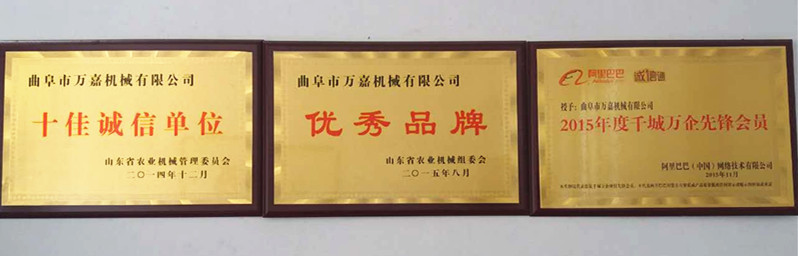 曲阜市万嘉机械有限公司
十佳诚信单位
山东省农业机械管理委员会
二〇一四年十二月
曲阜市万嘉机械有限公司
优秀品牌
山东省农业机械组委会
二〇一五年八月
阿里巴巴 诚信通
授予：曲阜市万嘉机械有限公司
2015年度千城万企先锋会员
阿里巴巴（中国）网络技术有限公司
2015年11月